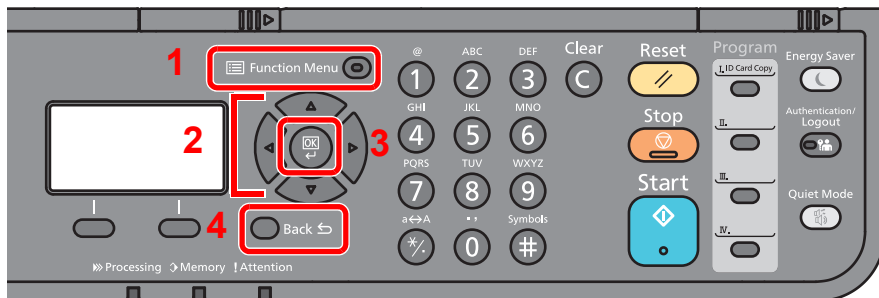 1
Function Menu
2
OK
3
4
Back
Processing Memory ! Attention
@ ABC DEF Clear
1 2 3 C
GHI JKL MNO
4 5 6
PQRS TUV WXYZ
7 8 9
a↔A ., Symbols
*/. 0 #
Reset
Stop
Start
Program
I. ID Card Copy
II.
III.
IV.
Energy Saver
Authentication/
Logout
Quiet Mode